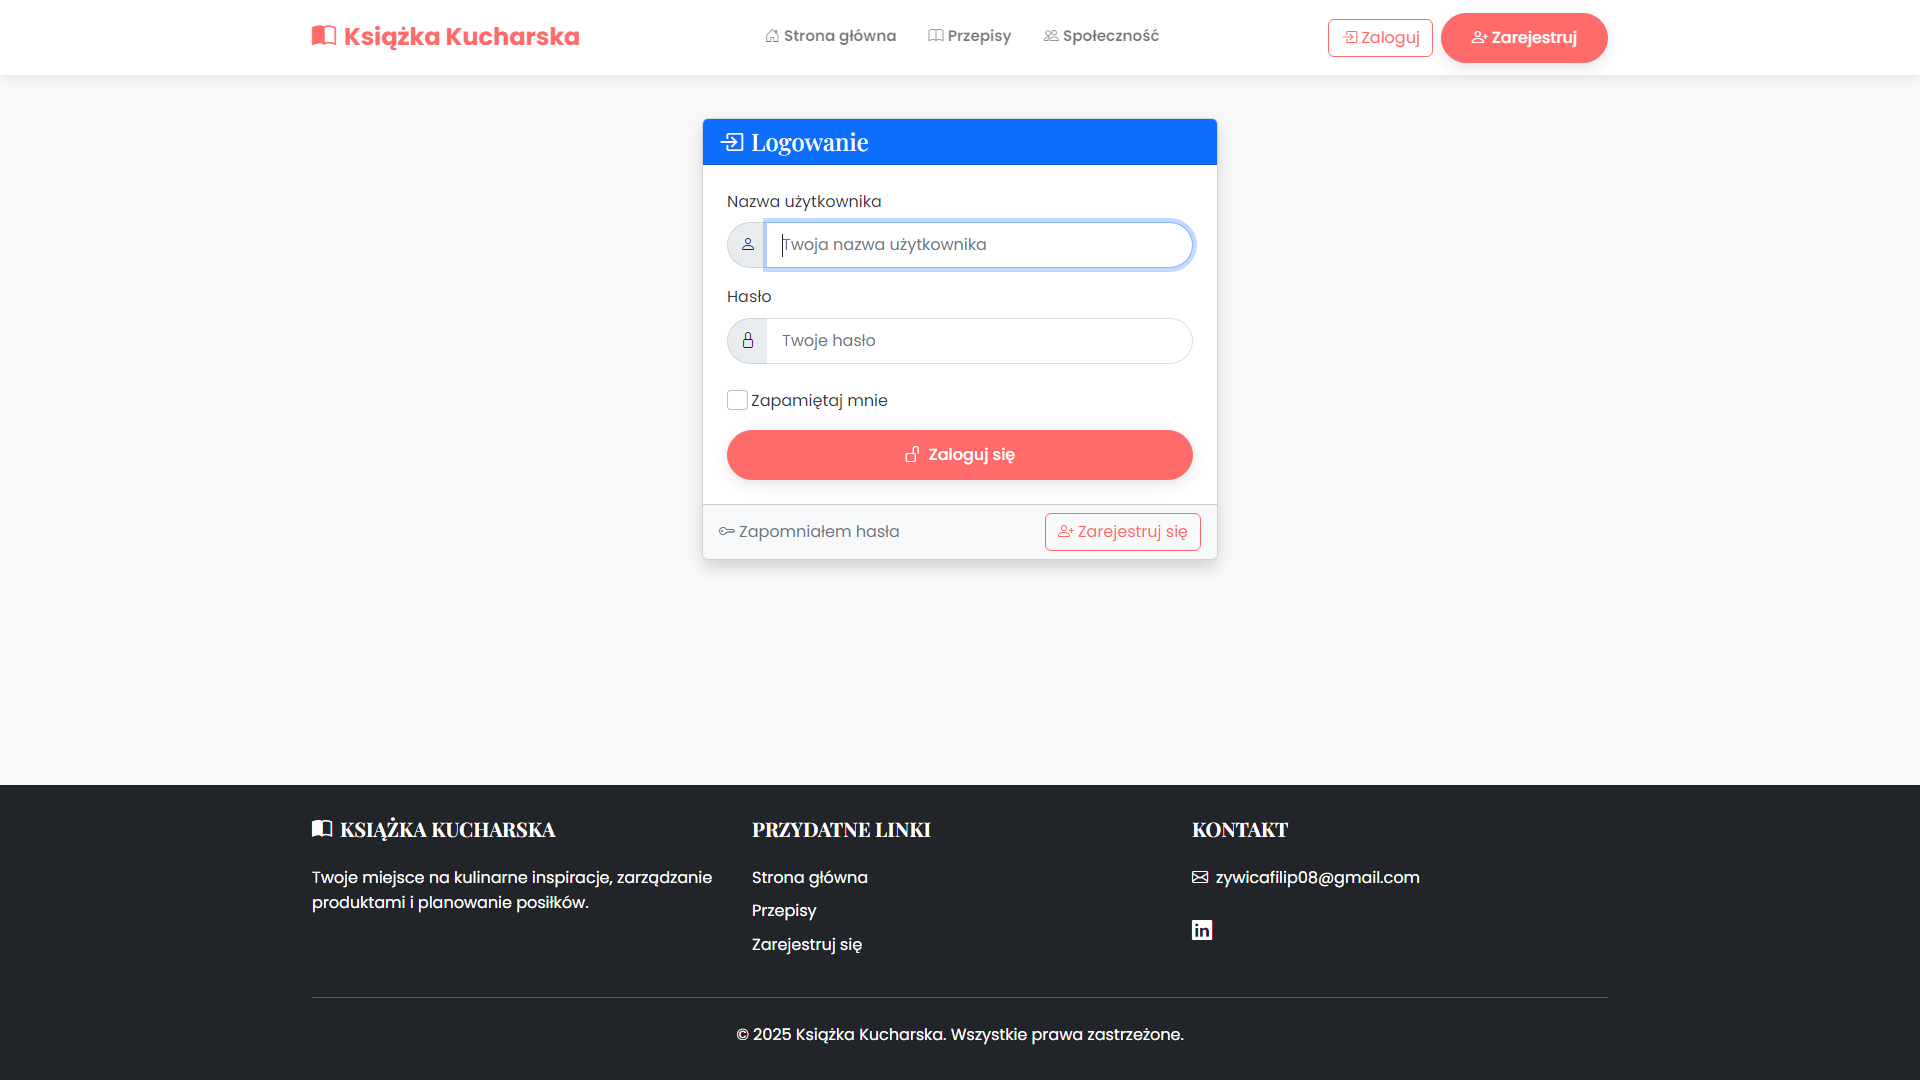 Książka Kucharska
Strona główna
Przepisy
Społeczność
Zaloguj
Zarejestruj
Logowanie
Nazwa użytkownika
Twoja nazwa użytkownika
Hasło
Twoje hasło
Zapamiętaj mnie
Zaloguj się
Zapomniałem hasła
Zarejestruj się
KSIĄŻKA KUCHARSKA
Twoje miejsce na kulinarne inspiracje, zarządzanie
produktami i planowanie posiłków.
PRZYDATNE LINKI
Strona główna
Przepisy
Zarejestruj się
KONTAKT
zywicafilip08@gmail.com
in
© 2025 Książka Kucharska. Wszystkie prawa zastrzeżone.